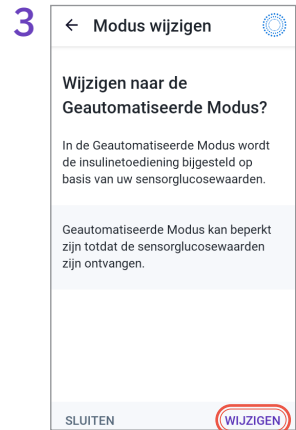 3
← Modus wijzigen
Wijzigen naar de
Geautomatiseerde Modus?
In de Geautomatiseerde Modus wordt
de insulinetoediening bijgesteld op
basis van uw sensorglucosewaarden.
Geautomatiseerde Modus kan beperkt
zijn totdat de sensorglucosewaarden
zijn ontvangen.
SLUITEN WIJZIGEN